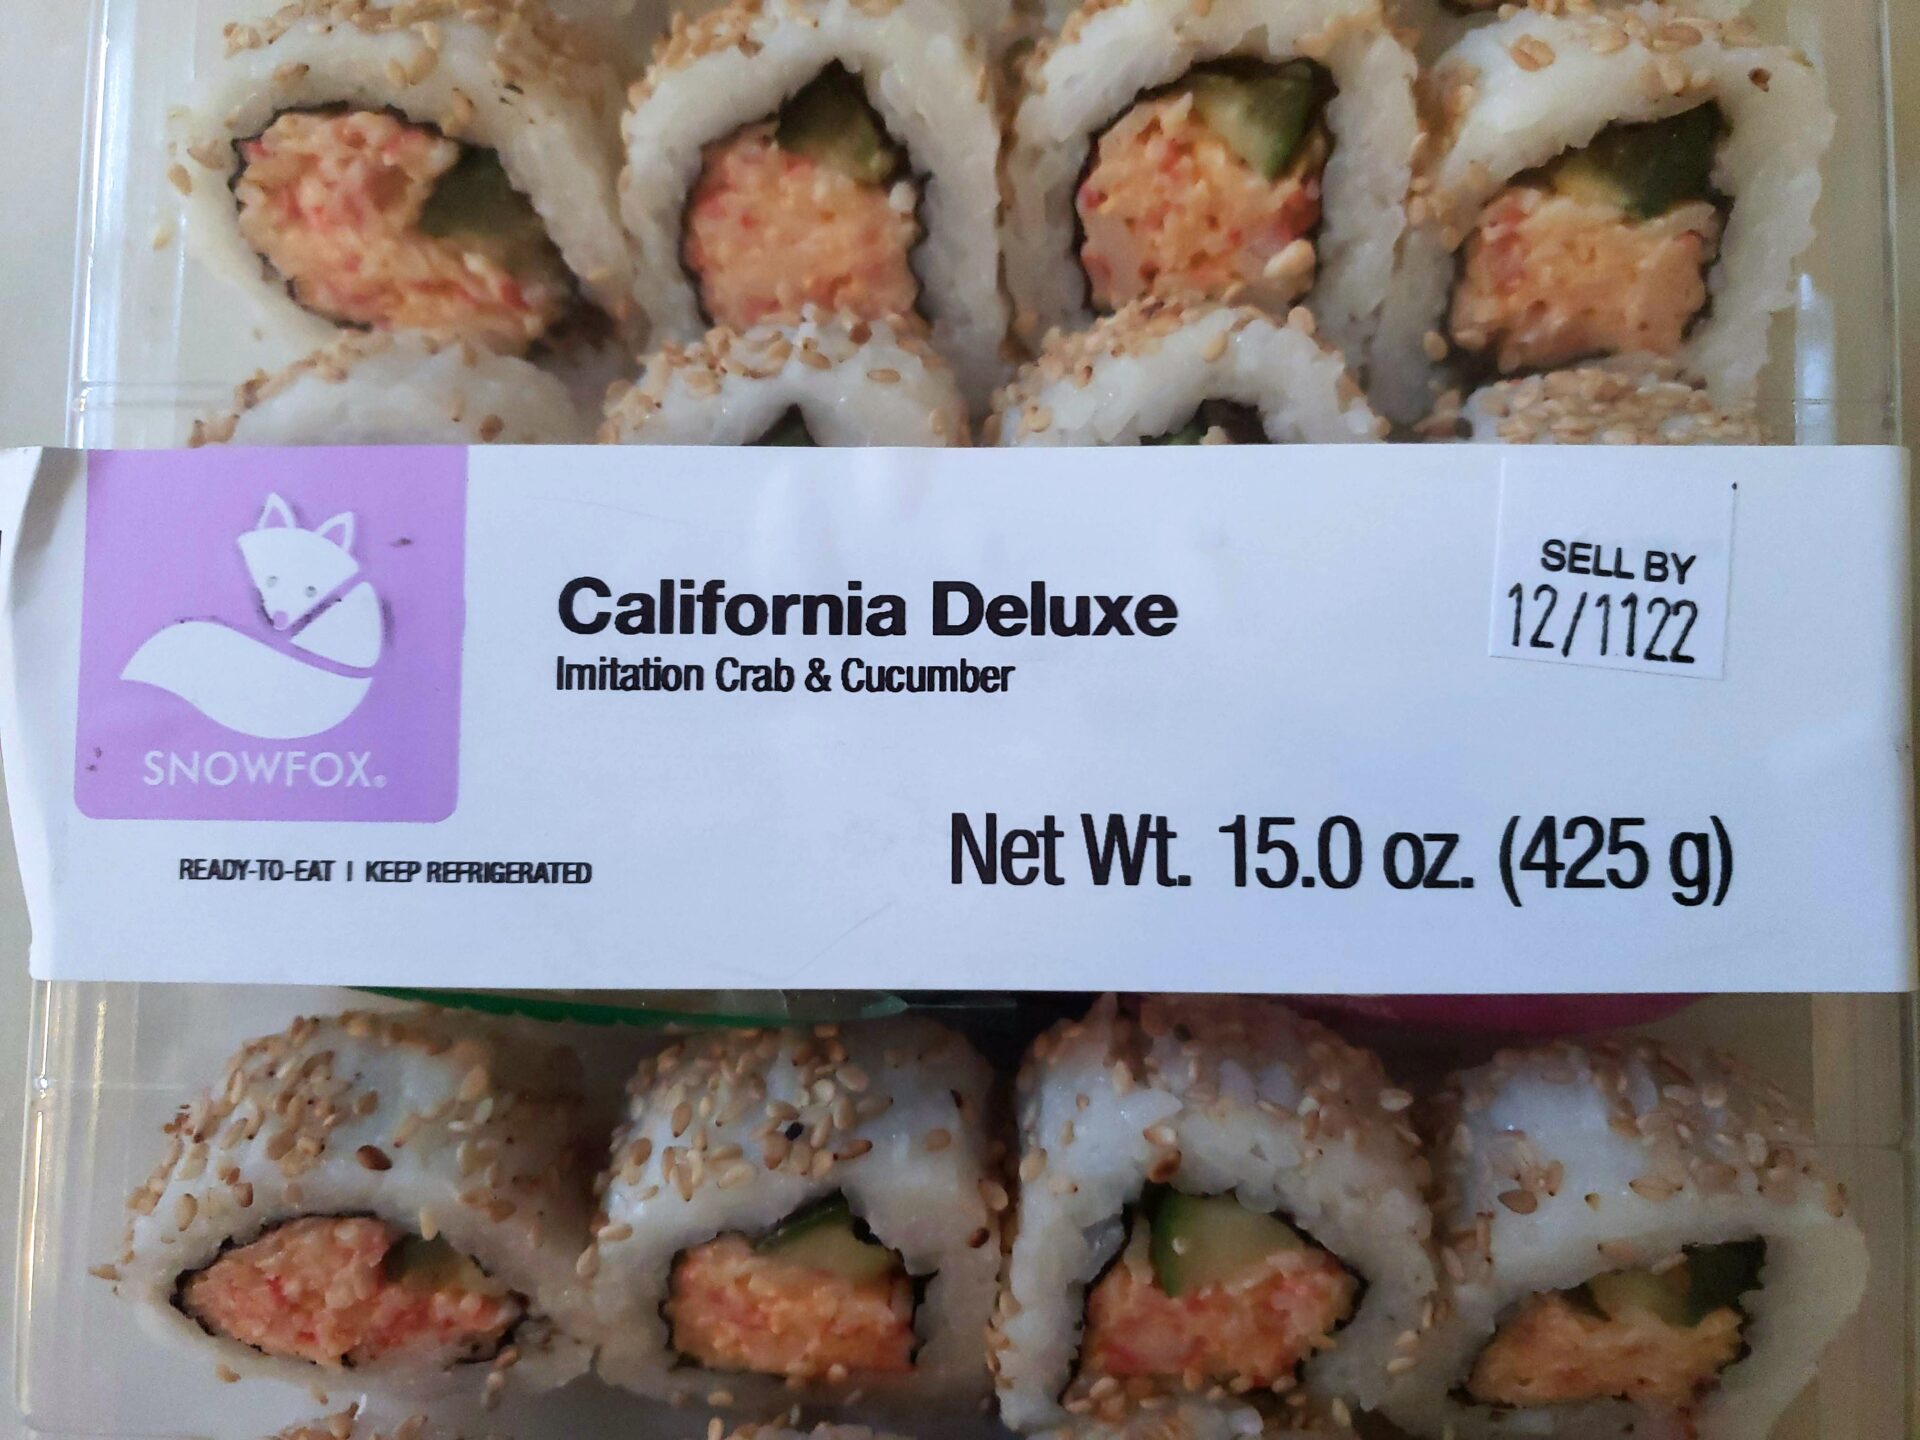 SNOWFOX®
READY-TO-EAT | KEEP REFRIGERATED
California Deluxe
Imitation Crab & Cucumber
Net Wt. 15.0 oz. (425 g)
SELL BY
12/1122